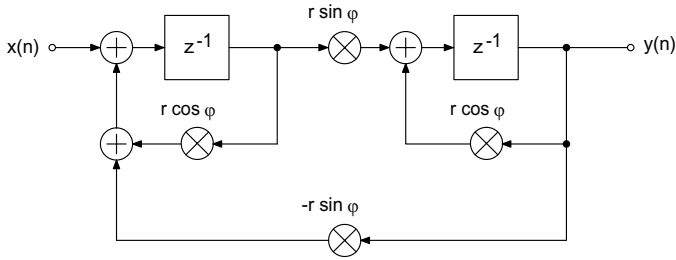 r sin φ
x(n)
z-1
z-1
y(n)
r cos φ
r cos φ
-r sin φ